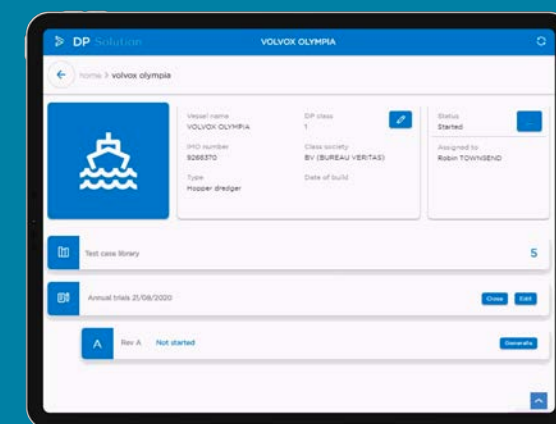 DP Solution
VOLVOX OLYMPIA
home > volvox olympia
Vessel name
VOLVOX OLYMPIA
DP class
1
IMO number
9266370
Class society
BV (BUREAU VERITAS)
Type
Hopper dredger
Date of build
Status
Started
...
Assigned to
Robin TOWNSEND
Test case library
5
Annual trials 21/08/2020
Close
Edit
A
Rev A
Not started
Generate